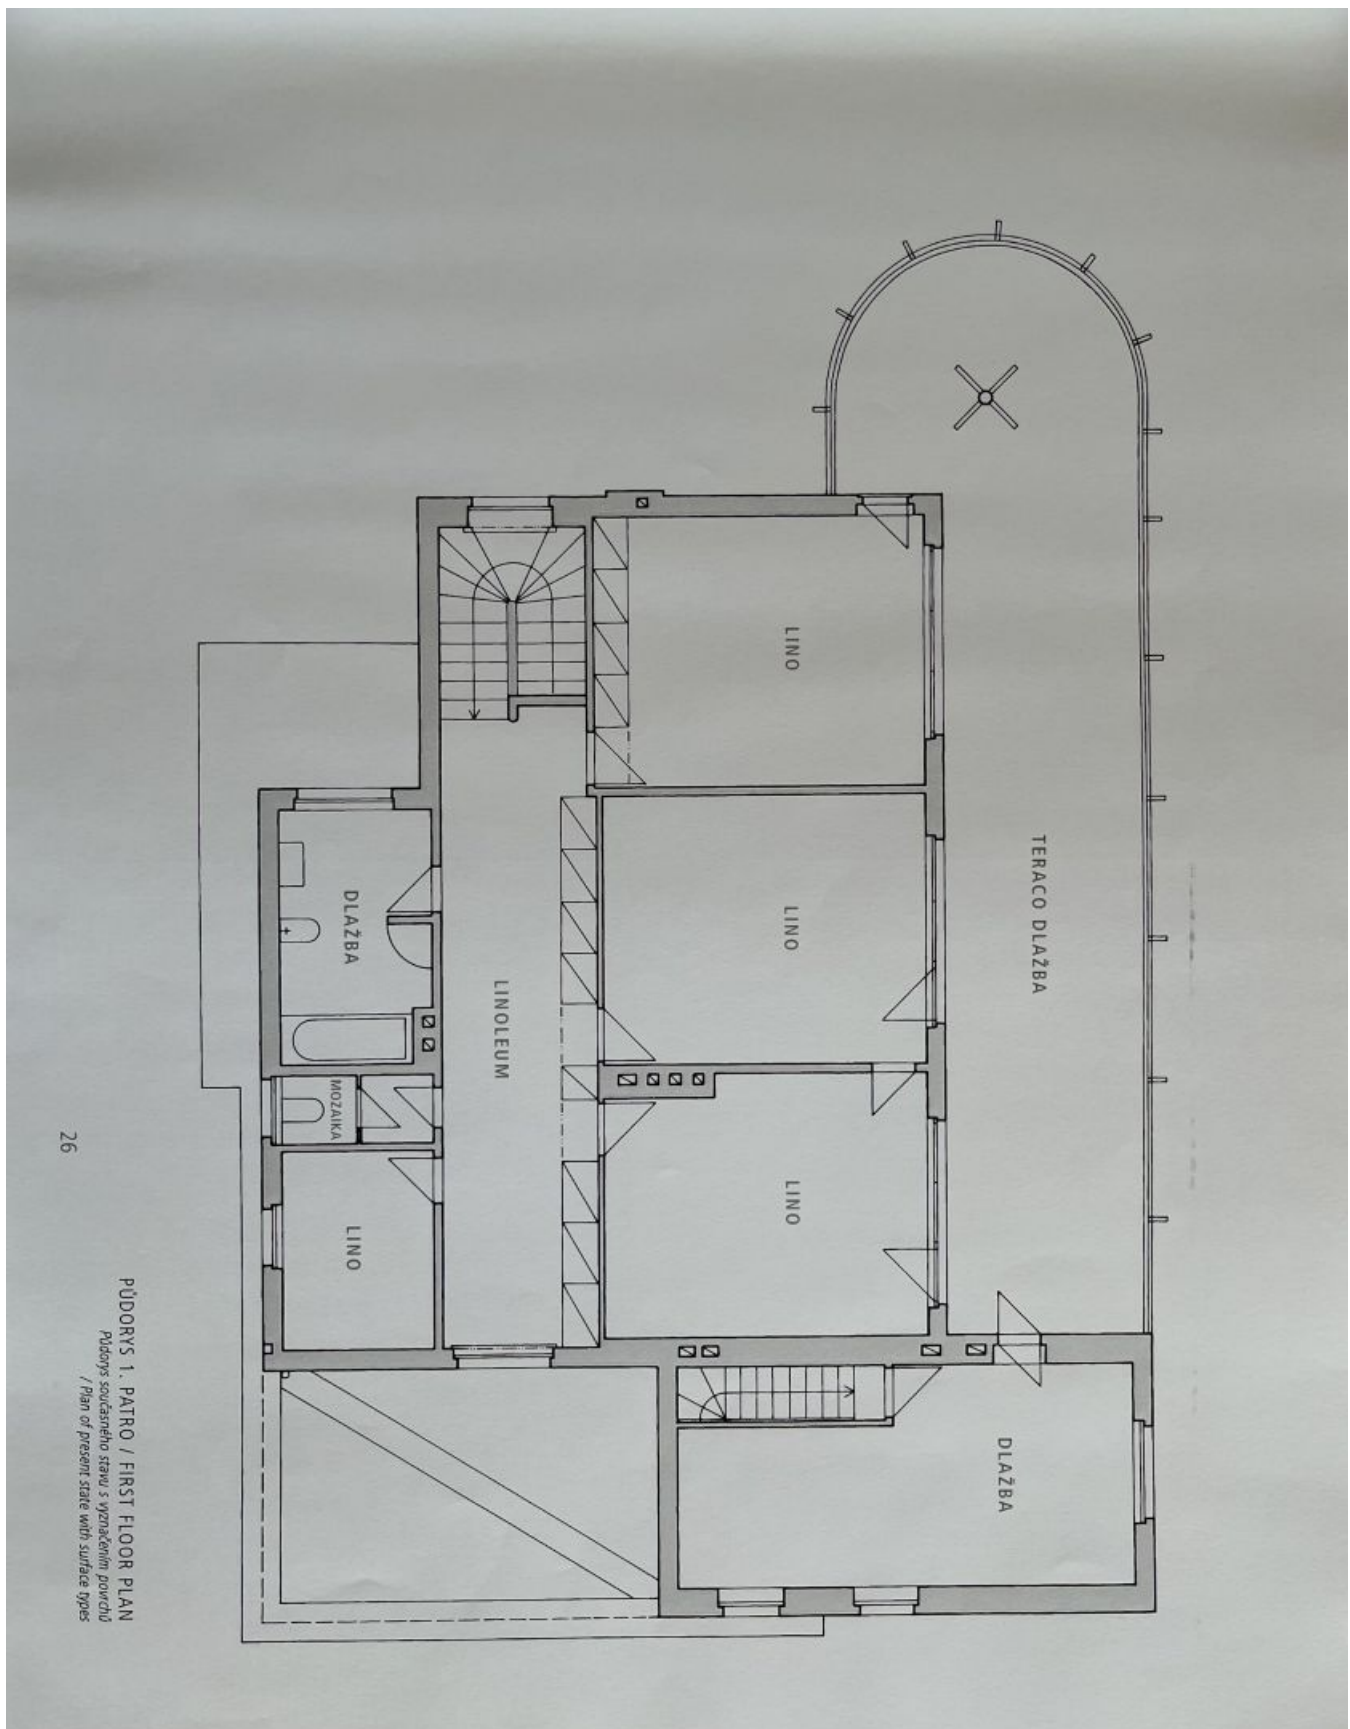 TERACO DLAŽBA
LINO
LINO
LINO
DLAŽBA
LINOLEUM
DLAŽBA
MOZAIKA
LINO
PŮDORYS 1. PATRO / FIRST FLOOR PLAN
Půdorys současného stavu s vyznačením povrchů
/ Plan of present state with surface types
26